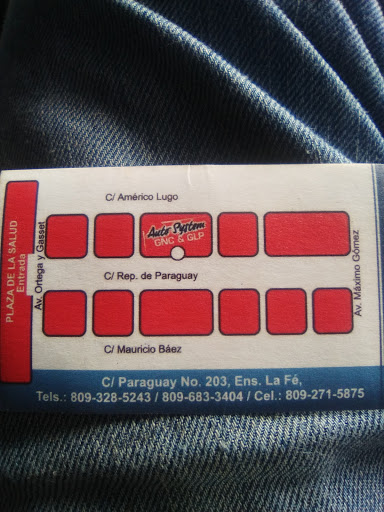 C/ Américo Lugo
PLAZA DE LA SALUD
Entrada
Av. Ortega y Gasset
Auto System
GNC & GLP
Av. Máximo Gómez
C/ Rep. de Paraguay
C/ Mauricio Báez
C/ Paraguay No. 203, Ens. La Fé,
Tels.: 809-328-5243 / 809-683-3404 / Cel.: 809-271-5875